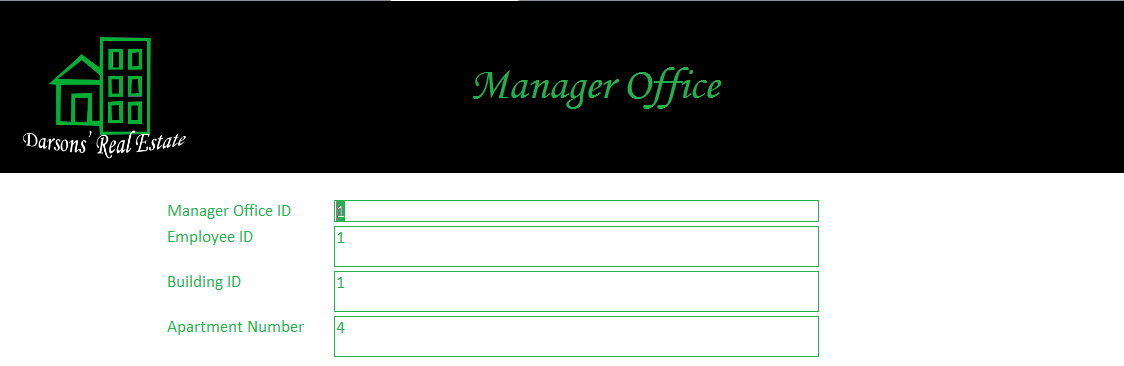 Manager Office
Darsons' Real Estate
Manager Office ID 1
Employee ID 1
Building ID 1
Apartment Number 4